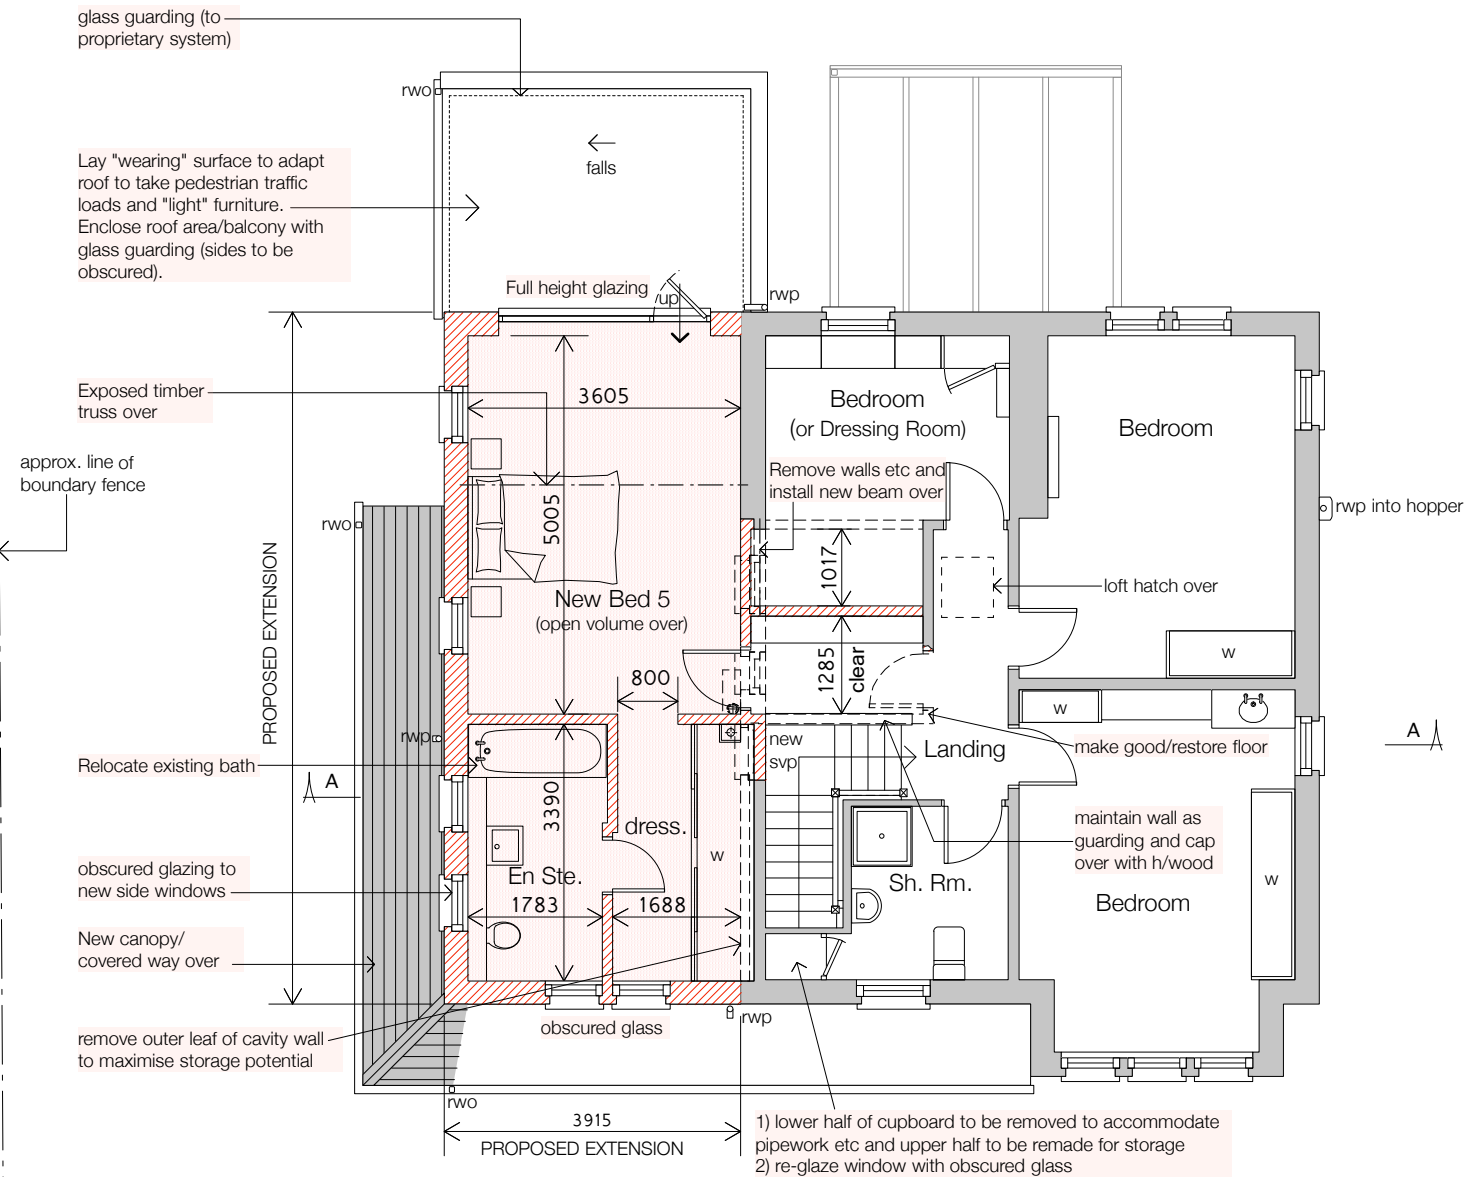 glass guarding (to
proprietary system)
rwo
falls
Lay "wearing" surface to adapt
roof to take pedestrian traffic
loads and "light" furniture.
Enclose roof area/balcony with
glass guarding (sides to be
obscured).
Full height glazing
up
rwp
Exposed timber
truss over
3605
Bedroom
(or Dressing Room)
Bedroom
approx. line of
boundary fence
Remove walls etc and
install new beam over
rwo
5005
rwp into hopper
PROPOSED EXTENSION
1017
loft hatch over
New Bed 5
(open volume over)
1285
clear
800
w
w
rwp
new
svp
Landing
make good/restore floor
A
A
Relocate existing bath
3390
dress.
w
maintain wall as
guarding and cap
over with h/wood
obscured glazing to
new side windows
En Ste.
Sh. Rm.
w
1783
1688
Bedroom
New canopy/
covered way over
remove outer leaf of cavity wall
to maximise storage potential
obscured glass
rwp
rwo
3915
PROPOSED EXTENSION
1) lower half of cupboard to be removed to accommodate
pipework etc and upper half to be remade for storage
2) re-glaze window with obscured glass